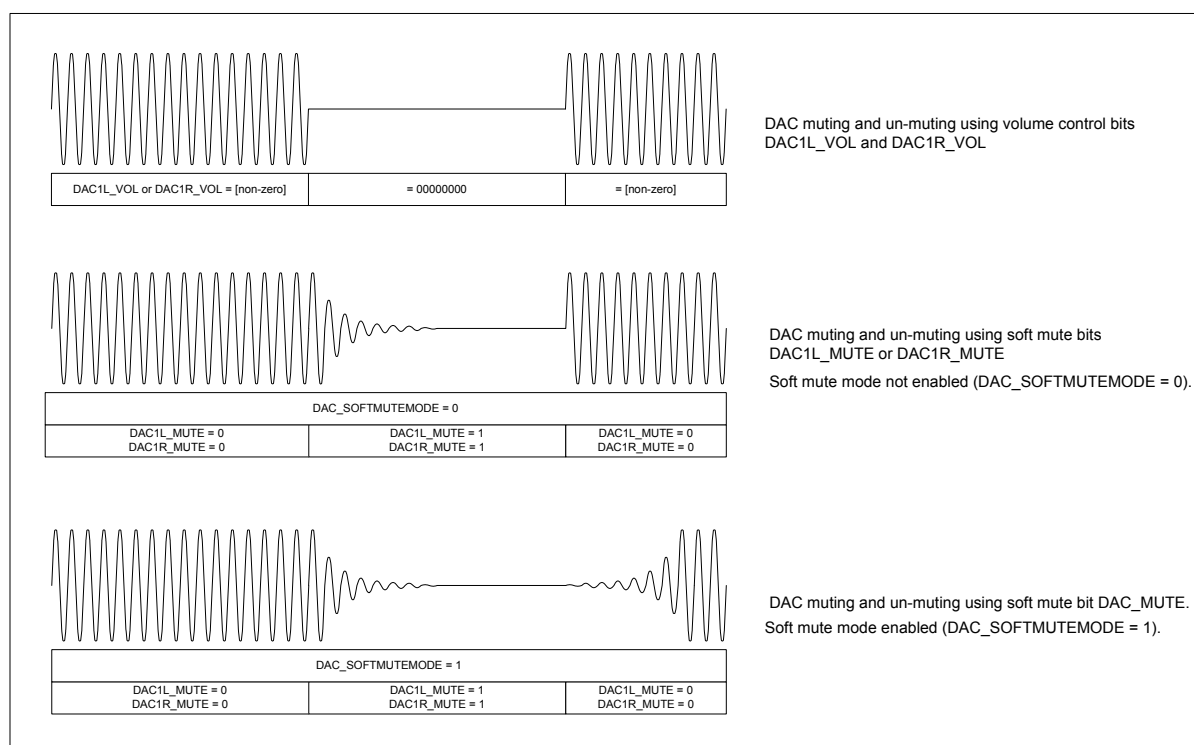 DAC muting and un-muting using volume control bits
DAC1L_VOL and DAC1R_VOL
DAC1L_VOL or DAC1R_VOL = [non-zero]
= 00000000
= [non-zero]
DAC muting and un-muting using soft mute bits
DAC1L_MUTE or DAC1R_MUTE
Soft mute mode not enabled (DAC_SOFTMUTEMODE = 0).
DAC_SOFTMUTEMODE = 0
DAC1L_MUTE = 0
DAC1R_MUTE = 0
DAC1L_MUTE = 1
DAC1R_MUTE = 1
DAC1L_MUTE = 0
DAC1R_MUTE = 0
DAC muting and un-muting using soft mute bit DAC_MUTE.
Soft mute mode enabled (DAC_SOFTMUTEMODE = 1).
DAC_SOFTMUTEMODE = 1
DAC1L_MUTE = 0
DAC1R_MUTE = 0
DAC1L_MUTE = 1
DAC1R_MUTE = 1
DAC1L_MUTE = 0
DAC1R_MUTE = 0